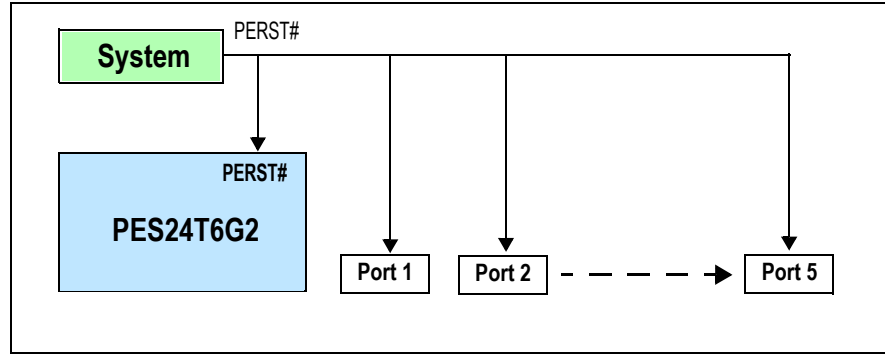 PERST#
System
PERST#
PES24T6G2
Port 1
Port 2
Port 5